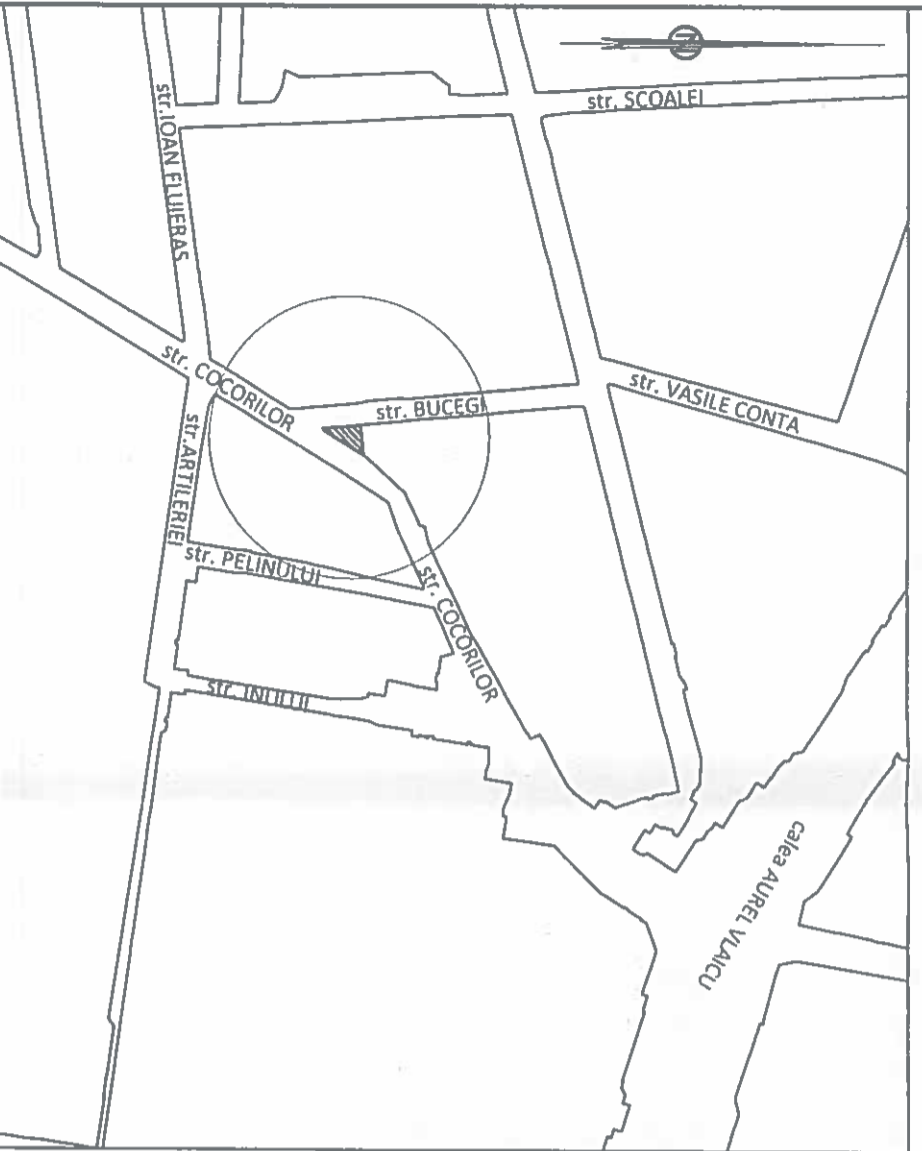 N
str. SCOALEI
str. IOAN FLUIERAS
str. COCORILOR
str. BUCEGI
str. VASILE CONTA
str. ARTILERIEI
str. PELINULUI
str. COCORILOR
str. INULUI
calea AUREL VLAICU